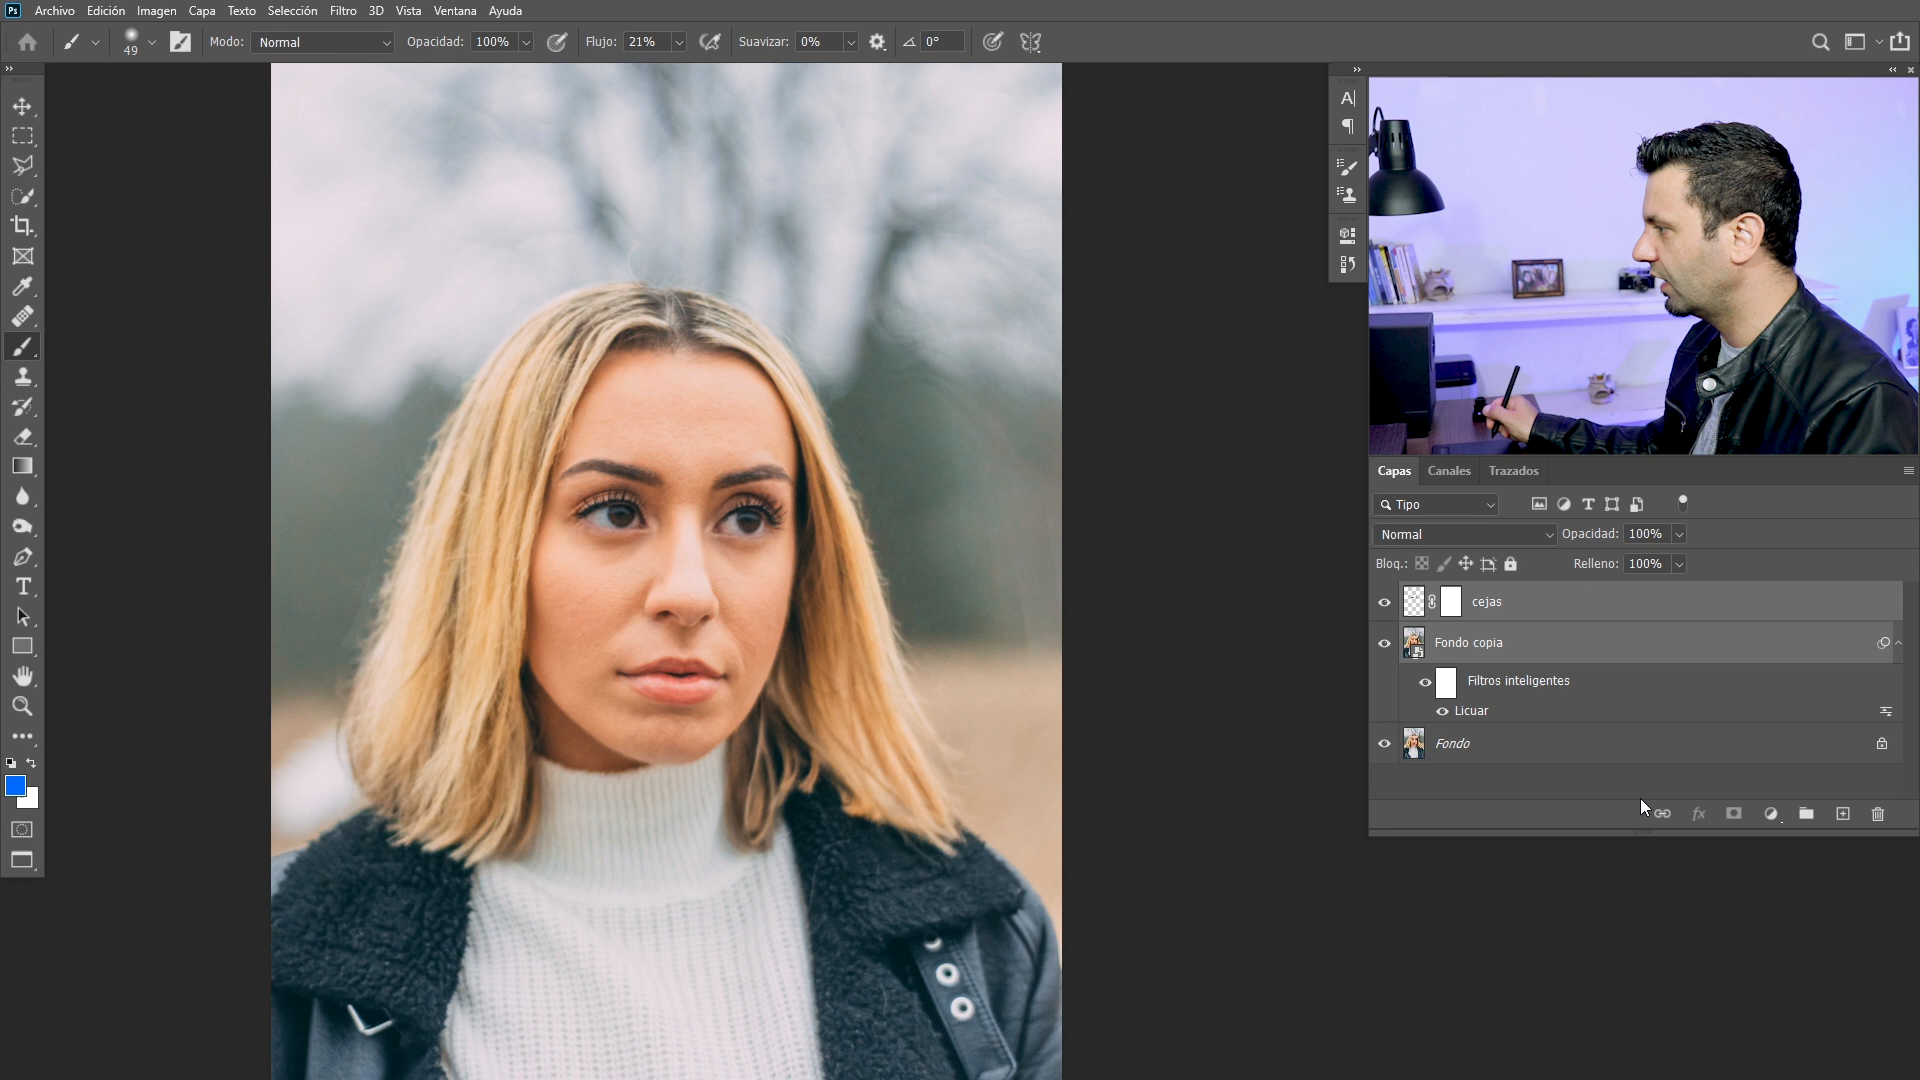 Ps Archivo Edición Imagen Capa Texto Selección Filtro 3D Vista Ventana Ayuda
49 Modo: Normal Opacidad: 100% Flujo: 21% Suavizar: 0% 0°
Capas Canales Trazados
Tipo
Normal Opacidad: 100%
Bloq.: Relleno: 100%
cejas
Fondo copia
Filtros inteligentes
Licuar
Fondo
fx